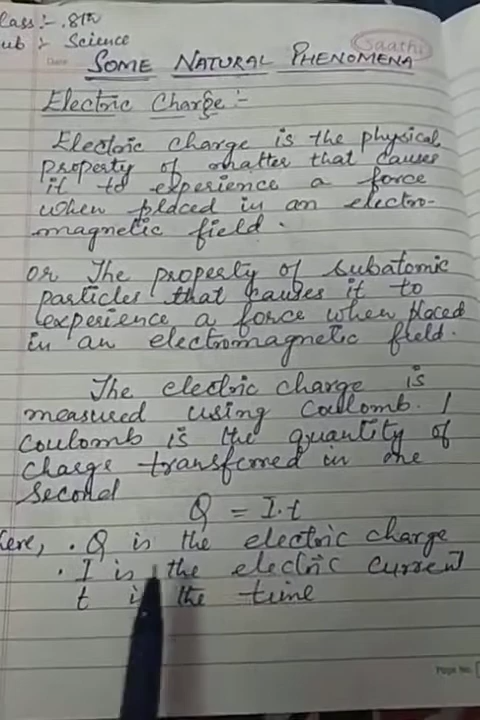 Class:- .8th
Sub :- Science
Saathi
Date
SOME NATURAL PHENOMENA
Electric Charge :-
Electric charge is the physical
property of matter that causes
it to experience a force
when placed in an electro-
magnetic field.
or The property of subatomic
particles that causes it to
experience a force when placed
in an electromagnetic field.
The electric charge is
measured using Coulomb. 1
coulomb is the quantity of
charge transferred in one
second
Q = I.t
Here, . Q is the electric charge
. I is the electric current
t is the time
Page No.